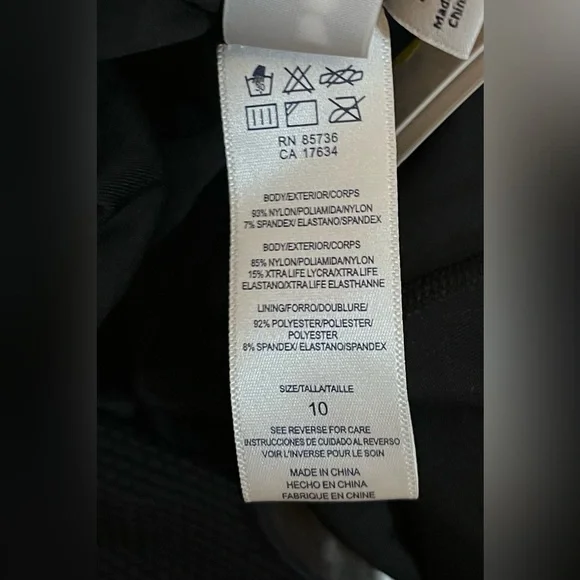 Made
Chin
RN 85736
CA 17634
BODY/EXTERIOR/CORPS
93% NYLON/POLIAMIDA/NYLON
7% SPANDEX/ ELASTANO/SPANDEX
BODY/EXTERIOR/CORPS
85% NYLON/POLIAMIDA/NYLON
15% XTRA LIFE LYCRA/XTRA LIFE
ELASTANO/XTRA LIFE ELASTHANNE
LINING/FORRO/DOUBLURE/
92% POLYESTER/POLIESTER/
POLYESTER
8% SPANDEX/ ELASTANO/SPANDEX
SIZE/TALLA/TAILLE
10
SEE REVERSE FOR CARE
INSTRUCCIONES DE CUIDADO AL REVERSO
VOIR L'INVERSE POUR LE SOIN
MADE IN CHINA
HECHO EN CHINA
FABRIQUE EN CNINE